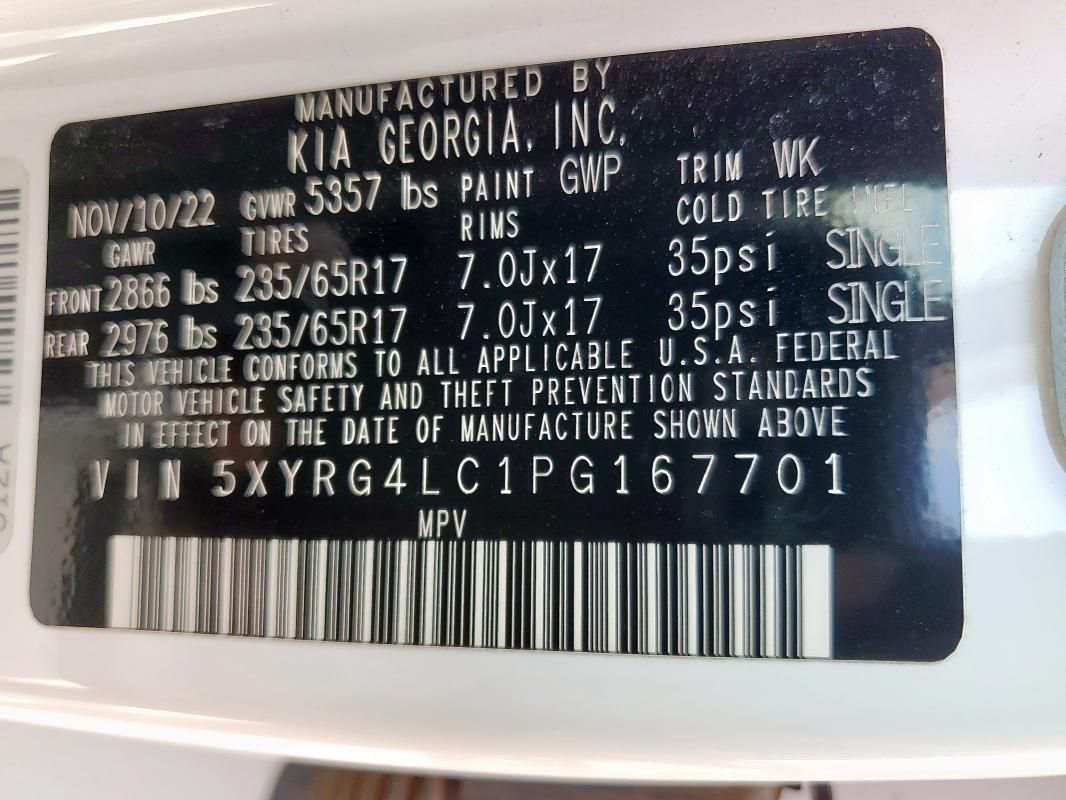 MANUFACTURED BY
KIA GEORGIA, INC.
NOV/10/22 GVWR 5357 lbs PAINT GWP TRIM WK
GAWR TIRES RIMS COLD TIRE INFL
FRONT 2866 lbs 235/65R17 7.0Jx17 35psi SINGLE
REAR 2976 lbs 235/65R17 7.0Jx17 35psi SINGLE
THIS VEHICLE CONFORMS TO ALL APPLICABLE U.S.A. FEDERAL
MOTOR VEHICLE SAFETY AND THEFT PREVENTION STANDARDS
IN EFFECT ON THE DATE OF MANUFACTURE SHOWN ABOVE
VIN 5XYRG4LC1PG167701
MPV